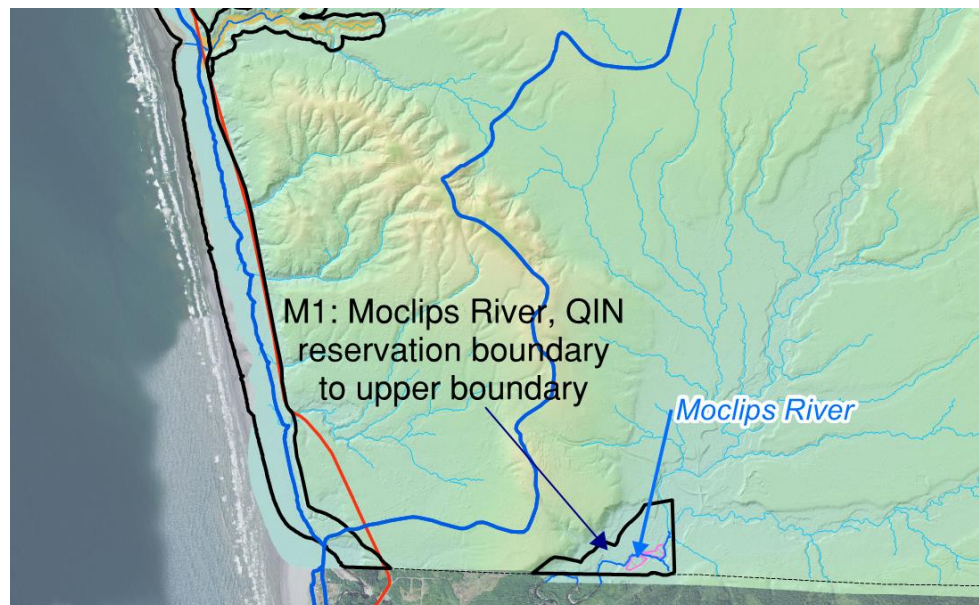 M1: Moclips River, QIN
reservation boundary
to upper boundary
Moclips River